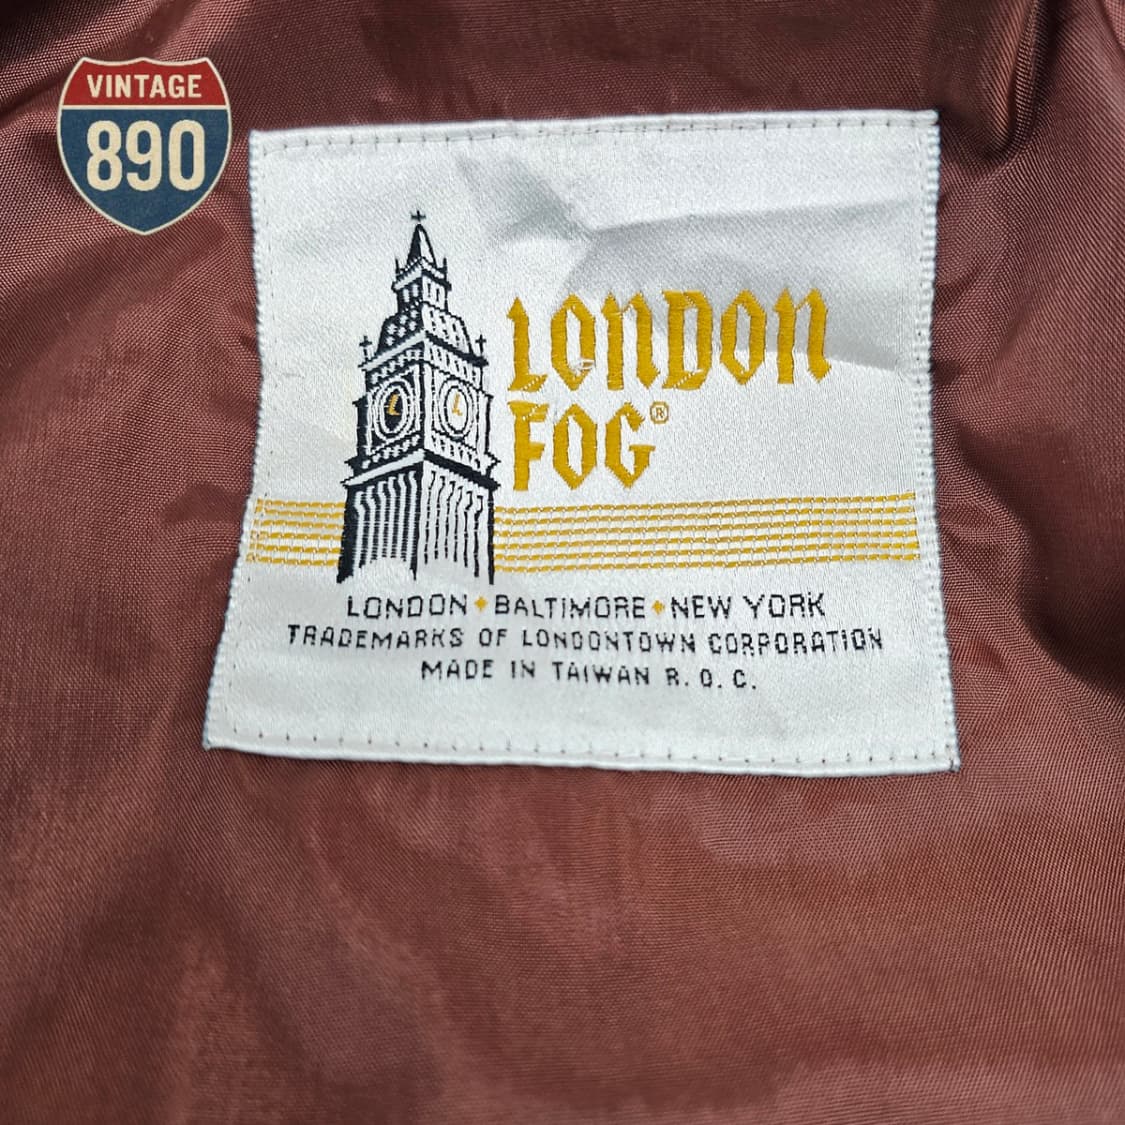 VINTAGE
890
LONDON
FOG®
L L
LONDON ♦ BALTIMORE ♦ NEW YORK
TRADEMARKS OF LONDONTOWN CORPORATION
MADE IN TAIWAN R.O.C.